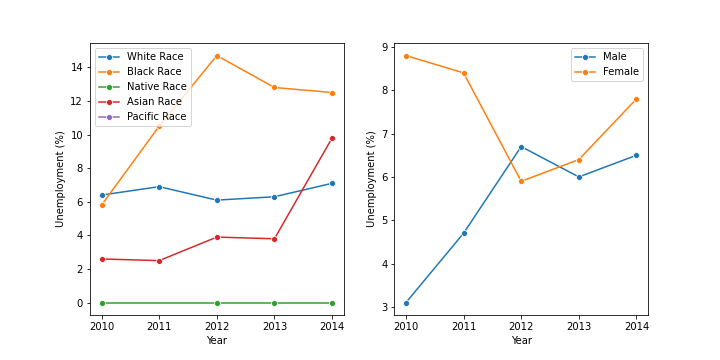 White Race
Black Race
Native Race
Asian Race
Pacific Race
14
12
10
8
6
4
2
0
Unemployment (%)
2010 2011 2012 2013 2014
Year
Male
Female
9
8
7
6
5
4
3
Unemployment (%)
2010 2011 2012 2013 2014
Year